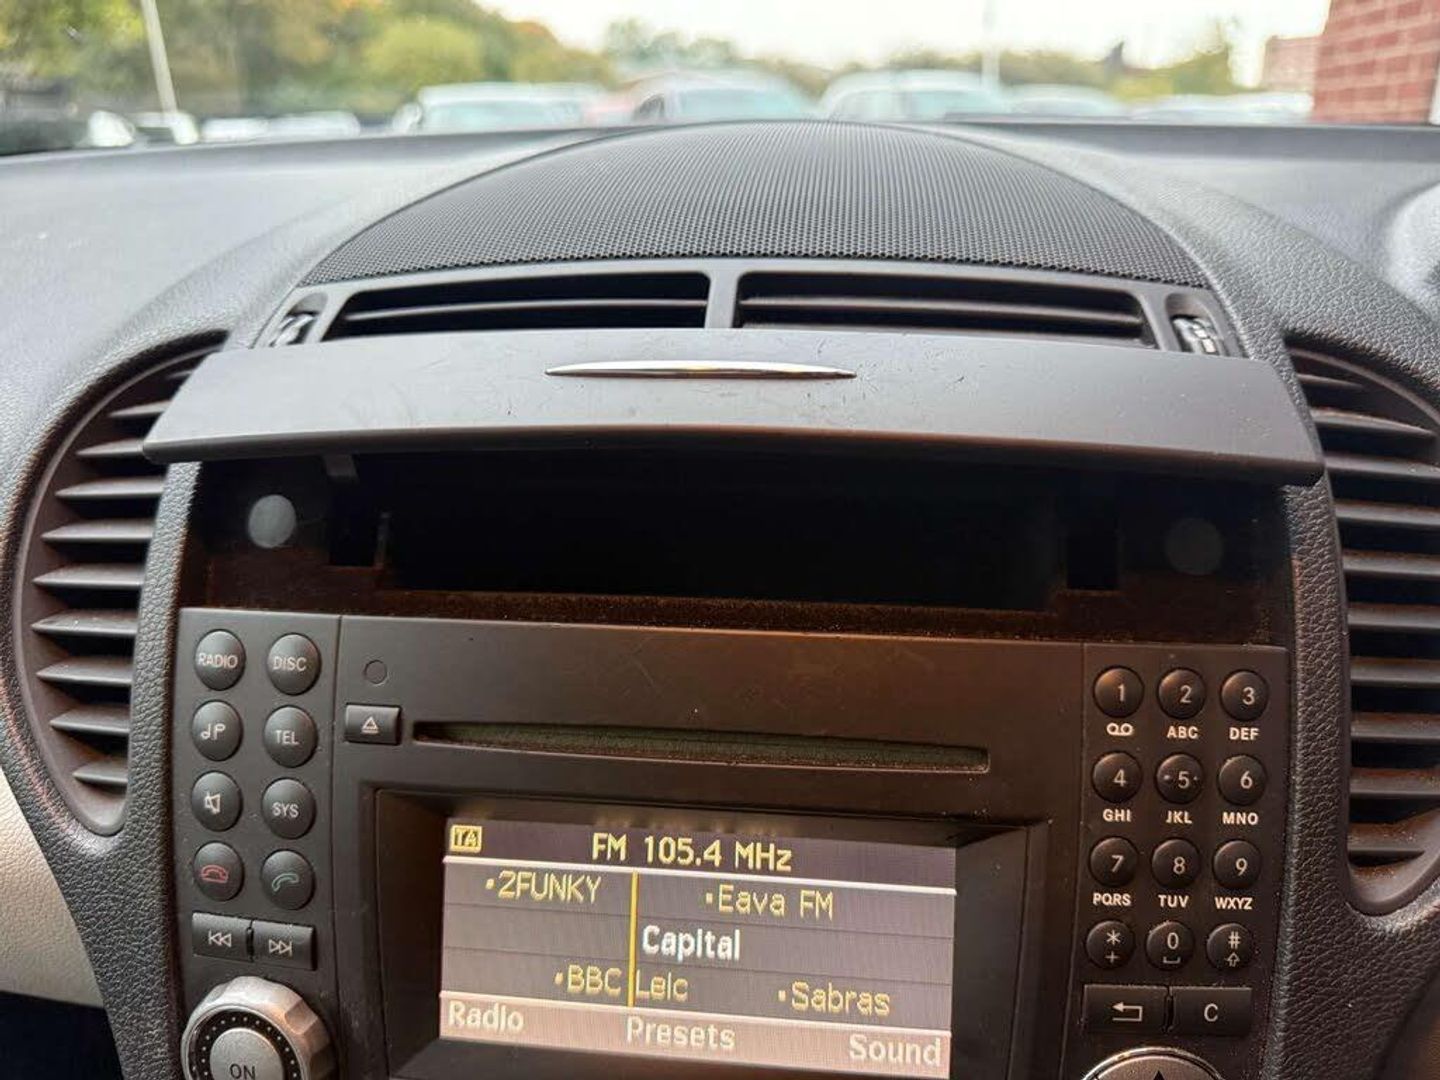 RADIO DISC
TEL
SYS
1 2 3
ABC DEF
4 5 6
GHI JKL MNO
7 8 9
PQRS TUV WXYZ
* 0 #
+
C
ON
TA FM 105.4 MHz
•2FUNKY •Eava FM
Capital
•BBC Leic •Sabras
Radio Presets Sound